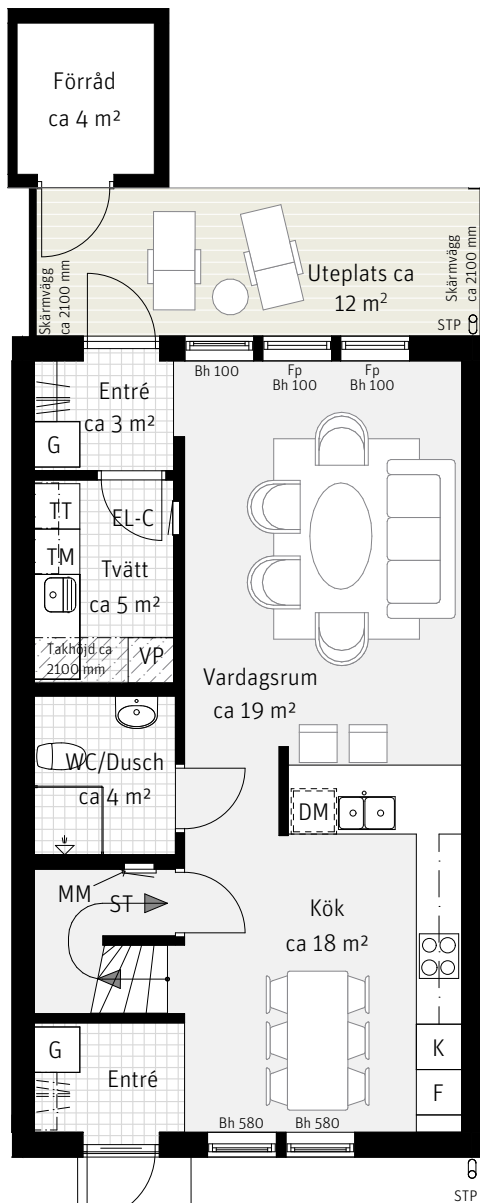 Förråd
ca 4 m²
Skärmvägg
ca 2100 mm
Uteplats ca
12 m²
Skärmvägg
ca 2100 mm
STP
Bh 100
Fp
Bh 100
Fp
Bh 100
Entré
ca 3 m²
G
TT
EL-C
TM
Tvätt
ca 5 m²
Takhöjd ca
2100 mm
VP
Vardagsrum
ca 19 m²
WC/Dusch
ca 4 m²
DM
MM
ST
Kök
ca 18 m²
G
Entré
K
F
Bh 580
Bh 580
STP